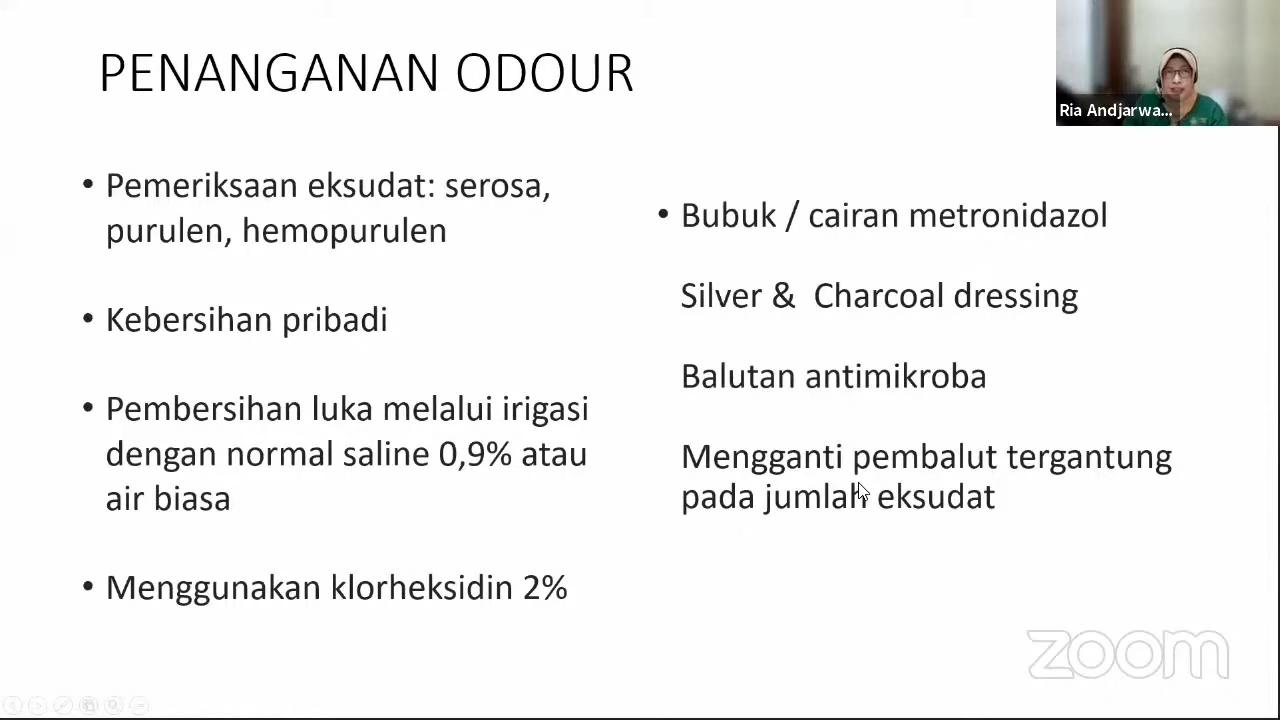 PENANGANAN ODOUR
Ria Andjarwa...
• Pemeriksaan eksudat: serosa,
purulen, hemopurulen
• Kebersihan pribadi
• Pembersihan luka melalui irigasi
dengan normal saline 0,9% atau
air biasa
• Menggunakan klorheksidin 2%
• Bubuk / cairan metronidazol
Silver & Charcoal dressing
Balutan antimikroba
Mengganti pembalut tergantung
pada jumlah eksudat
zoom